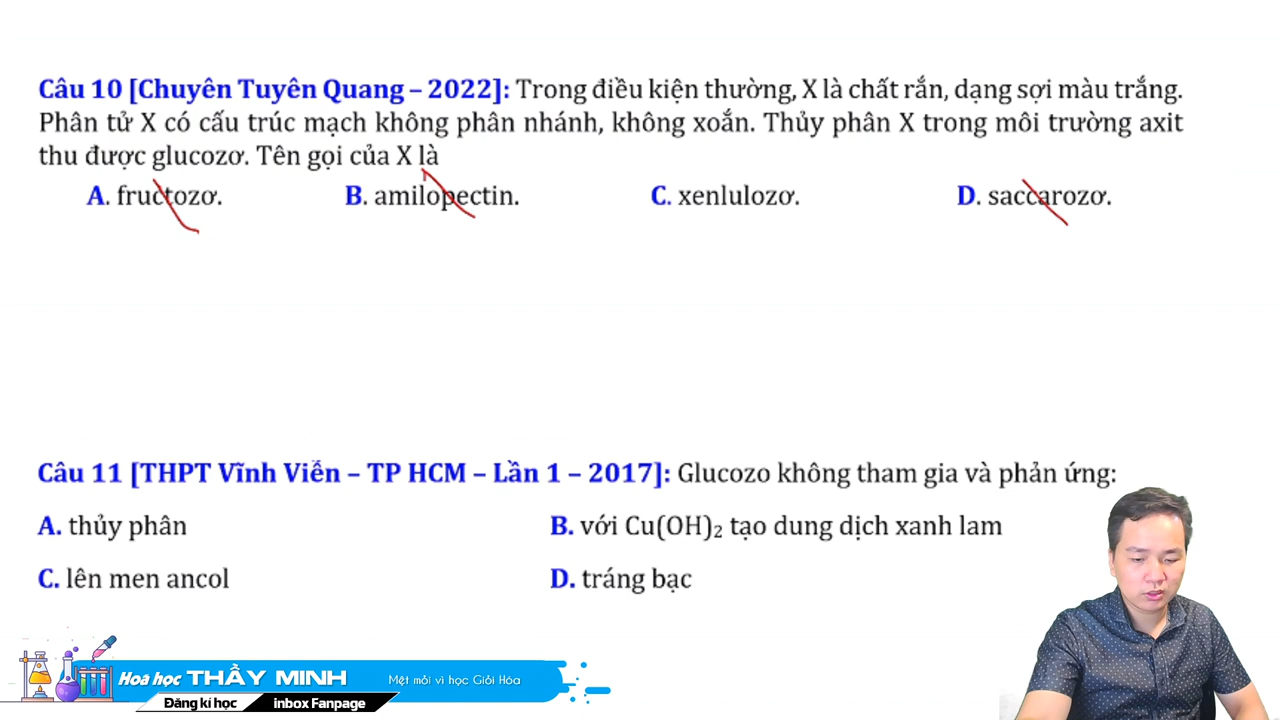 Câu 10 [Chuyên Tuyên Quang – 2022]: Trong điều kiện thường, X là chất rắn, dạng sợi màu trắng.
Phân tử X có cấu trúc mạch không phân nhánh, không xoắn. Thủy phân X trong môi trường axit
thu được glucozơ. Tên gọi của X là
A. fructozơ. B. amilopectin. C. xenlulozơ. D. saccarozơ.
Câu 11 [THPT Vĩnh Viễn – TP HCM – Lần 1 – 2017]: Glucozo không tham gia và phản ứng:
A. thủy phân B. với Cu(OH)₂ tạo dung dịch xanh lam
C. lên men ancol D. tráng bạc
Hoá học THẦY MINH Mệt mỏi vì học Giỏi Hóa
Đăng kí học inbox Fanpage